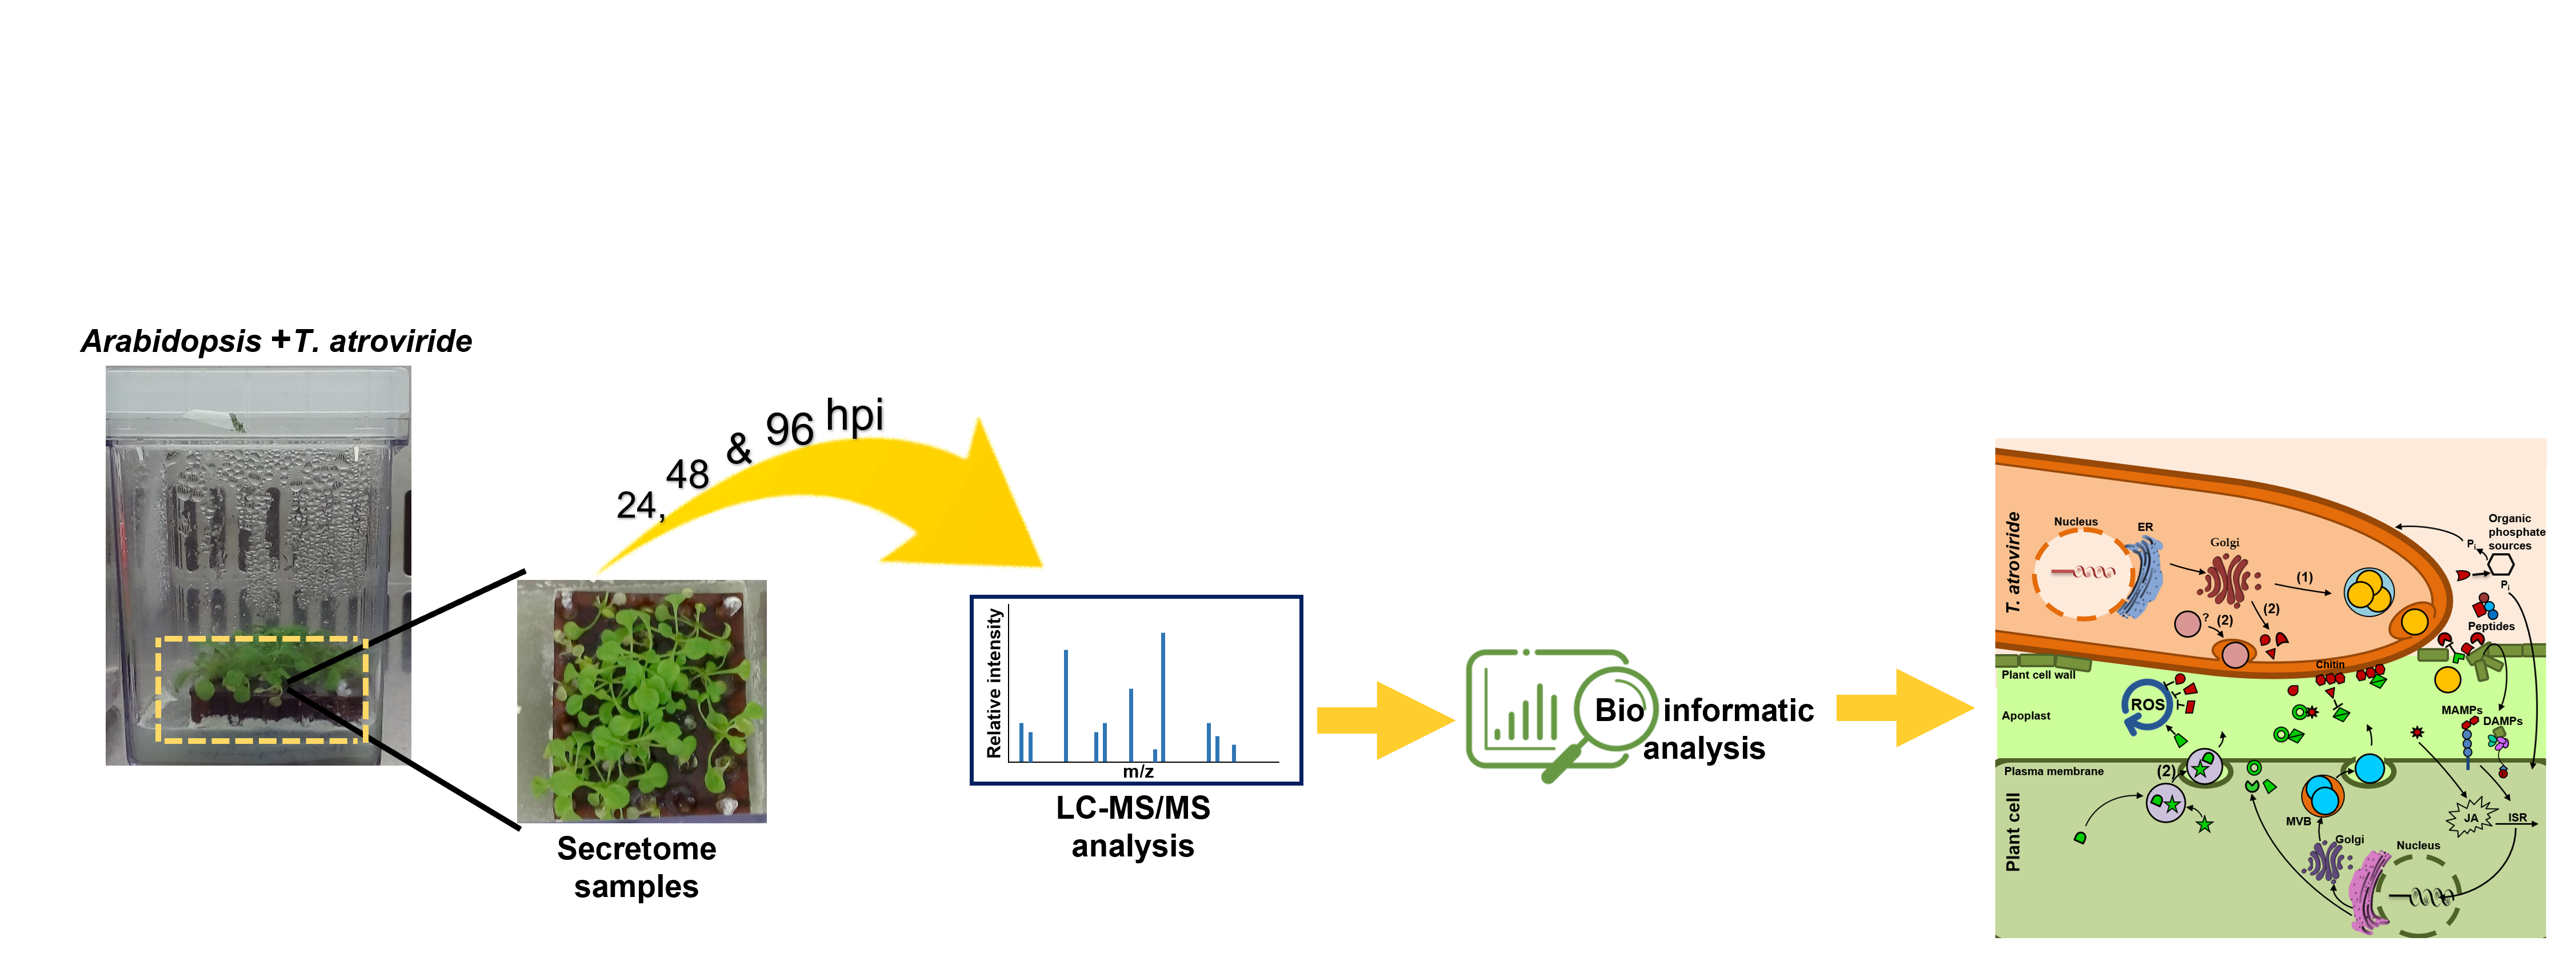 Arabidopsis + T. atroviride
24, 48 & 96 hpi
Secretome
samples
Relative intensity
m/z
LC-MS/MS
analysis
Bio informatic
analysis
T. atroviride
Nucleus
ER
Golgi
(1)
(2)
? (2)
Organic
phosphate
sources
Pi
Pi
Peptides
Chitin
Plant cell wall
ROS
Apoplast
MAMPs
DAMPs
Plasma membrane
(2)
Plant cell
MVB
Golgi
Nucleus
JA
ISR